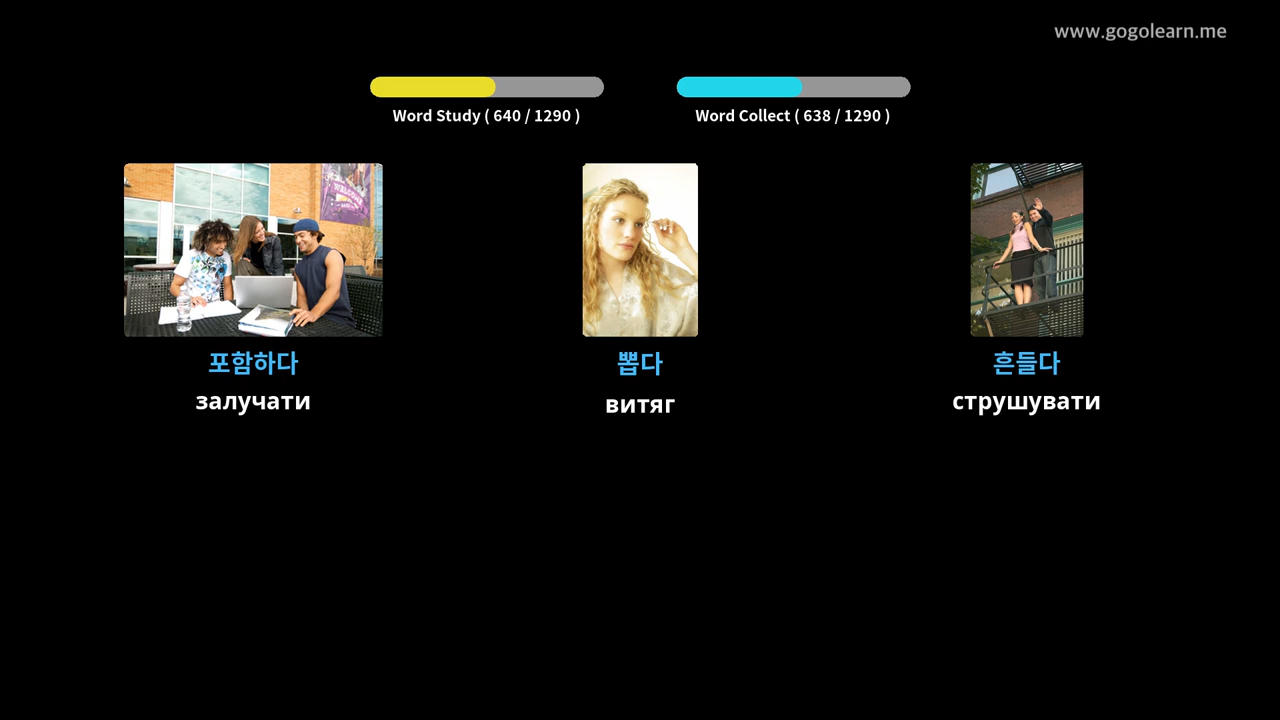 www.gogolearn.me
Word Study ( 640 / 1290 )
Word Collect ( 638 / 1290 )
WELCOME
포함하다
залучати
뽑다
витяг
흔들다
струшувати